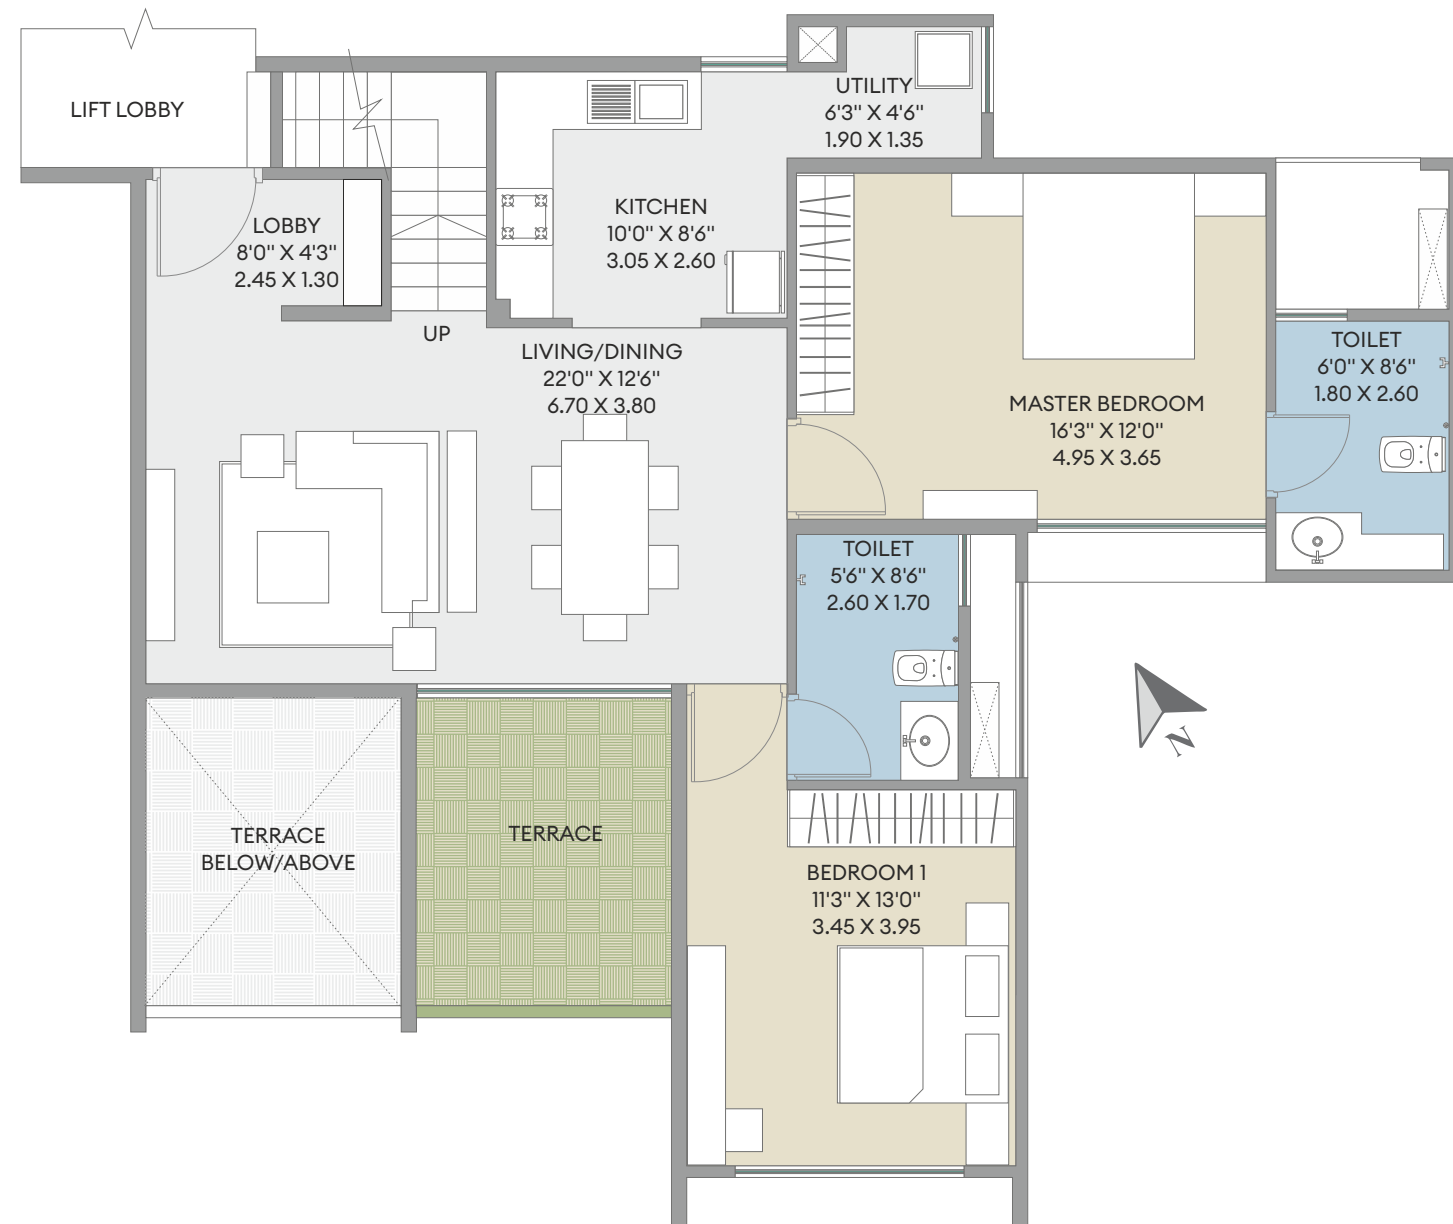 LIFT LOBBY
UTILITY
6'3" X 4'6"
1.90 X 1.35
LOBBY
8'0" X 4'3"
2.45 X 1.30
KITCHEN
10'0" X 8'6"
3.05 X 2.60
UP
LIVING/DINING
22'0" X 12'6"
6.70 X 3.80
MASTER BEDROOM
16'3" X 12'0"
4.95 X 3.65
TOILET
6'0" X 8'6"
1.80 X 2.60
TOILET
5'6" X 8'6"
2.60 X 1.70
N
TERRACE
BELOW/ABOVE
TERRACE
BEDROOM 1
11'3" X 13'0"
3.45 X 3.95